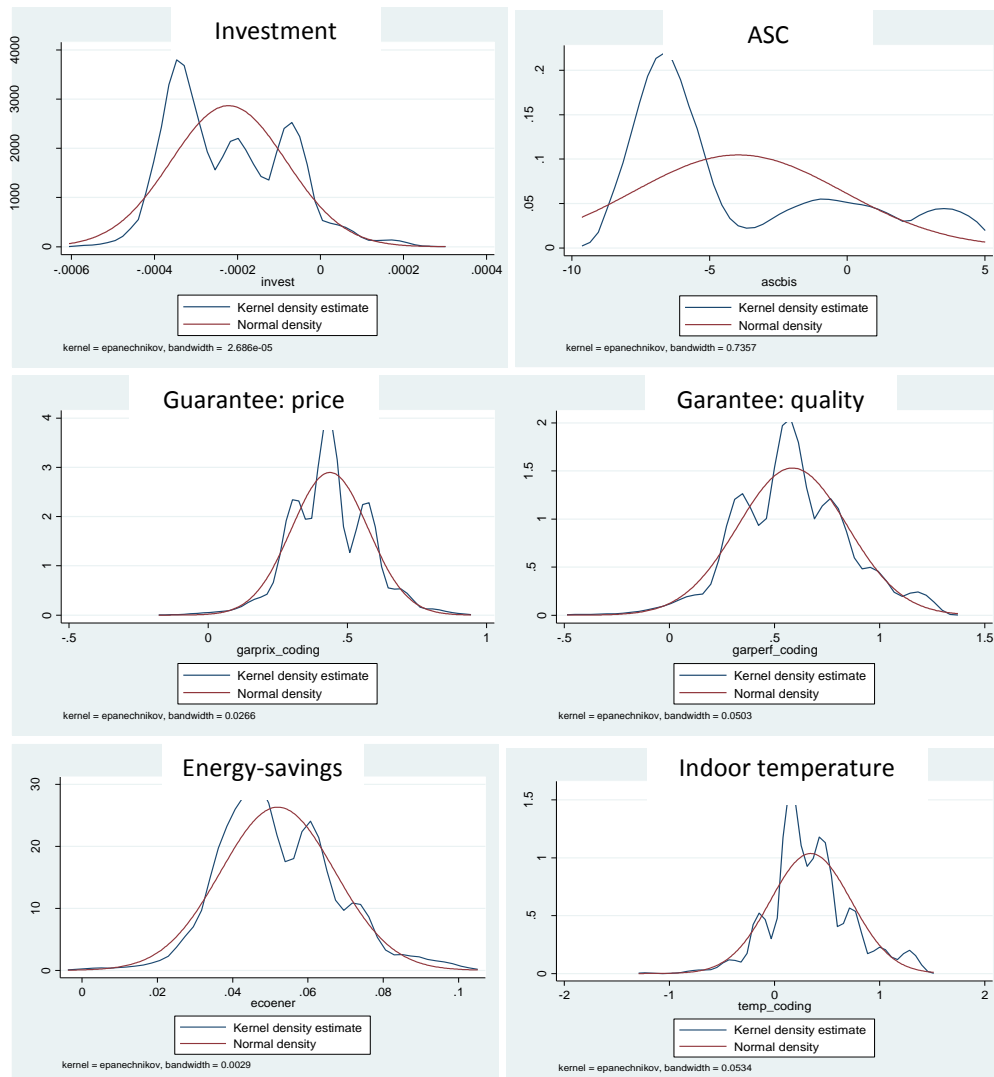 Investment
4000
3000
2000
1000
0
-.0006 -.0004 -.0002 0 .0002 .0004
invest
Kernel density estimate
Normal density
kernel = epanechnikov, bandwidth = 2.686e-05
ASC
.2
.15
.1
.05
0
-10 -5 0 5
ascbis
Kernel density estimate
Normal density
kernel = epanechnikov, bandwidth = 0.7357
Guarantee: price
4
3
2
1
0
-.5 0 .5 1
garprix_coding
Kernel density estimate
Normal density
kernel = epanechnikov, bandwidth = 0.0266
Garantee: quality
2
1.5
1
.5
0
-.5 0 .5 1 1.5
garperf_coding
Kernel density estimate
Normal density
kernel = epanechnikov, bandwidth = 0.0503
Energy-savings
30
20
10
0
0 .02 .04 .06 .08 .1
ecoener
Kernel density estimate
Normal density
kernel = epanechnikov, bandwidth = 0.0029
Indoor temperature
1.5
1
.5
0
-2 -1 0 1 2
temp_coding
Kernel density estimate
Normal density
kernel = epanechnikov, bandwidth = 0.0534